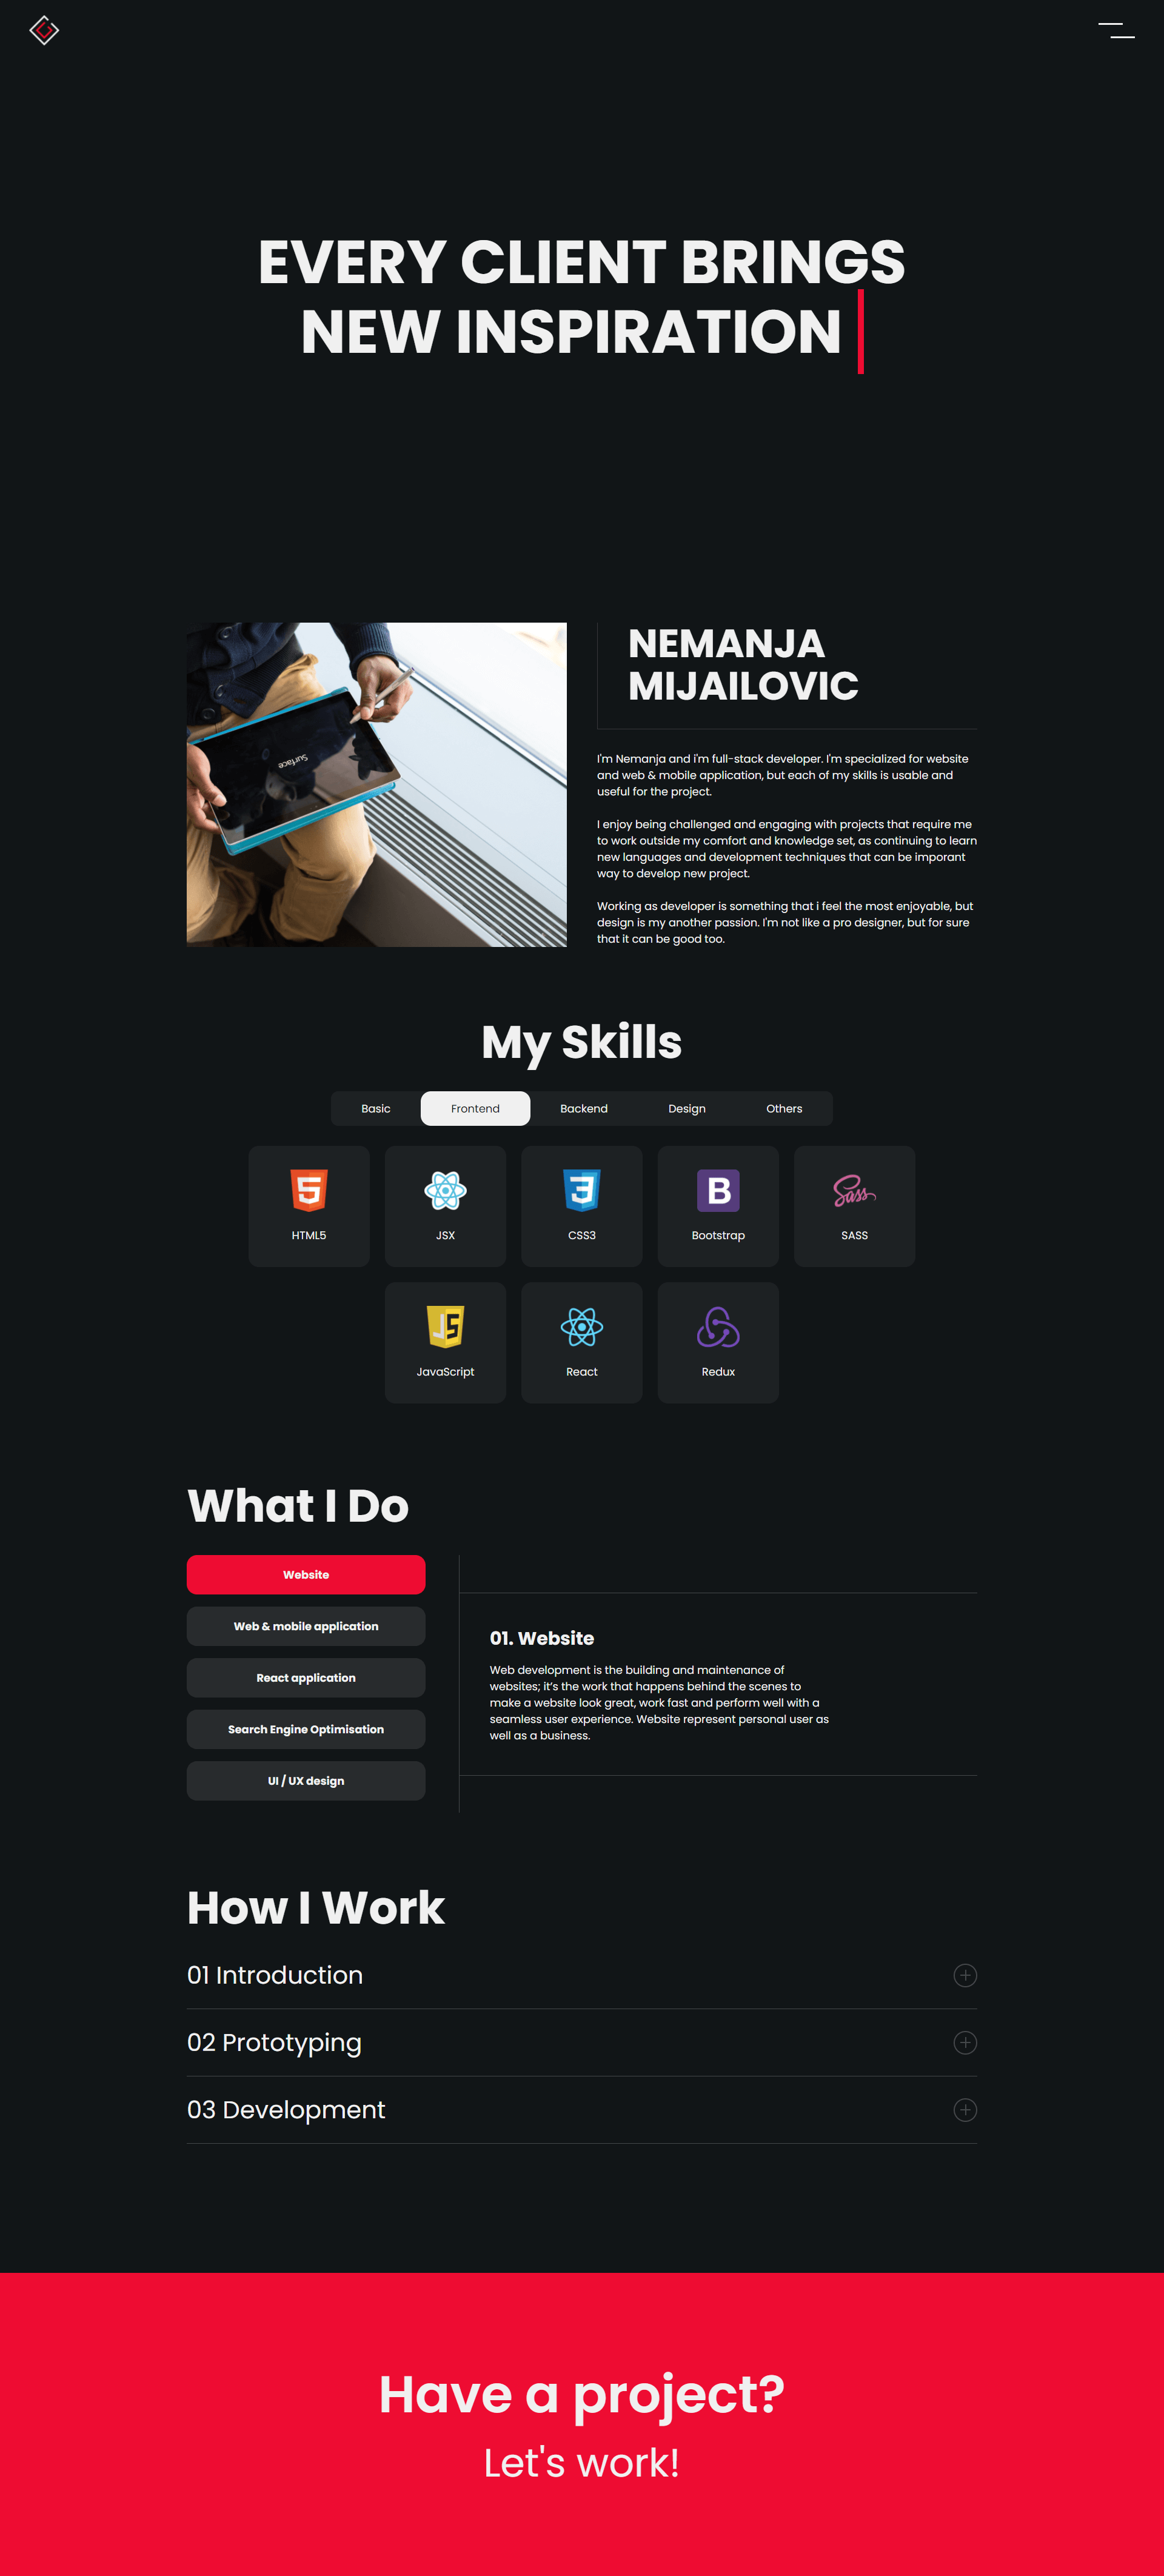 EVERY CLIENT BRINGS
NEW INSPIRATION
Surface
NEMANJA
MIJAILOVIC
I'm Nemanja and i'm full-stack developer. I'm specialized for website
and web & mobile application, but each of my skills is usable and
useful for the project.
I enjoy being challenged and engaging with projects that require me
to work outside my comfort and knowledge set, as continuing to learn
new languages and development techniques that can be imporant
way to develop new project.
Working as developer is something that i feel the most enjoyable, but
design is my another passion. I'm not like a pro designer, but for sure
that it can be good too.
My Skills
Basic Frontend Backend Design Others
5 3 B Sass
HTML5 JSX CSS3 Bootstrap SASS
JS
JavaScript React Redux
What I Do
Website
Web & mobile application
React application
Search Engine Optimisation
UI / UX design
01. Website
Web development is the building and maintenance of
websites; it’s the work that happens behind the scenes to
make a website look great, work fast and perform well with a
seamless user experience. Website represent personal user as
well as a business.
How I Work
01 Introduction
02 Prototyping
03 Development
Have a project?
Let's work!